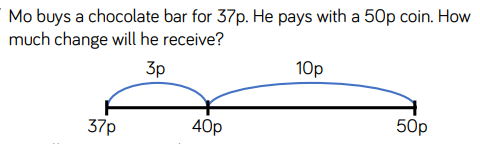 Mo buys a chocolate bar for 37p. He pays with a 50p coin. How
much change will he receive?
3p 10p
37p 40p 50p